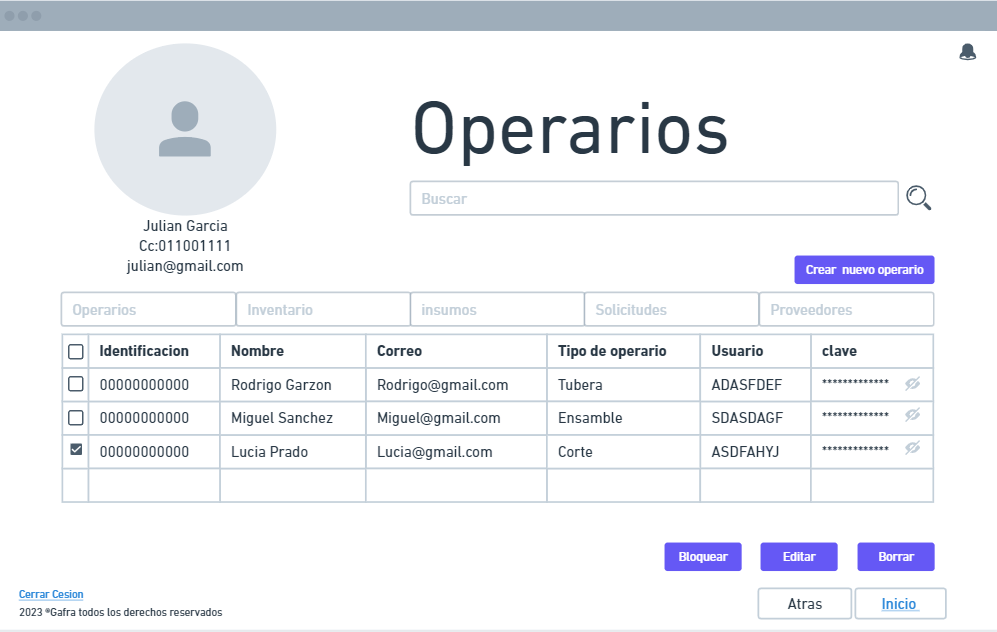 Operarios
Buscar
Julian Garcia
Cc:011001111
julian@gmail.com
Crear nuevo operario
Operarios Inventario insumos Solicitudes Proveedores
Identificacion Nombre Correo Tipo de operario Usuario clave
00000000000 Rodrigo Garzon Rodrigo@gmail.com Tubera ADASFDEF *************
00000000000 Miguel Sanchez Miguel@gmail.com Ensamble SDASDAGF *************
00000000000 Lucia Prado Lucia@gmail.com Corte ASDFAHYJ *************
Bloquear Editar Borrar
Cerrar Cesion
2023 ®Gafra todos los derechos reservados
Atras Inicio